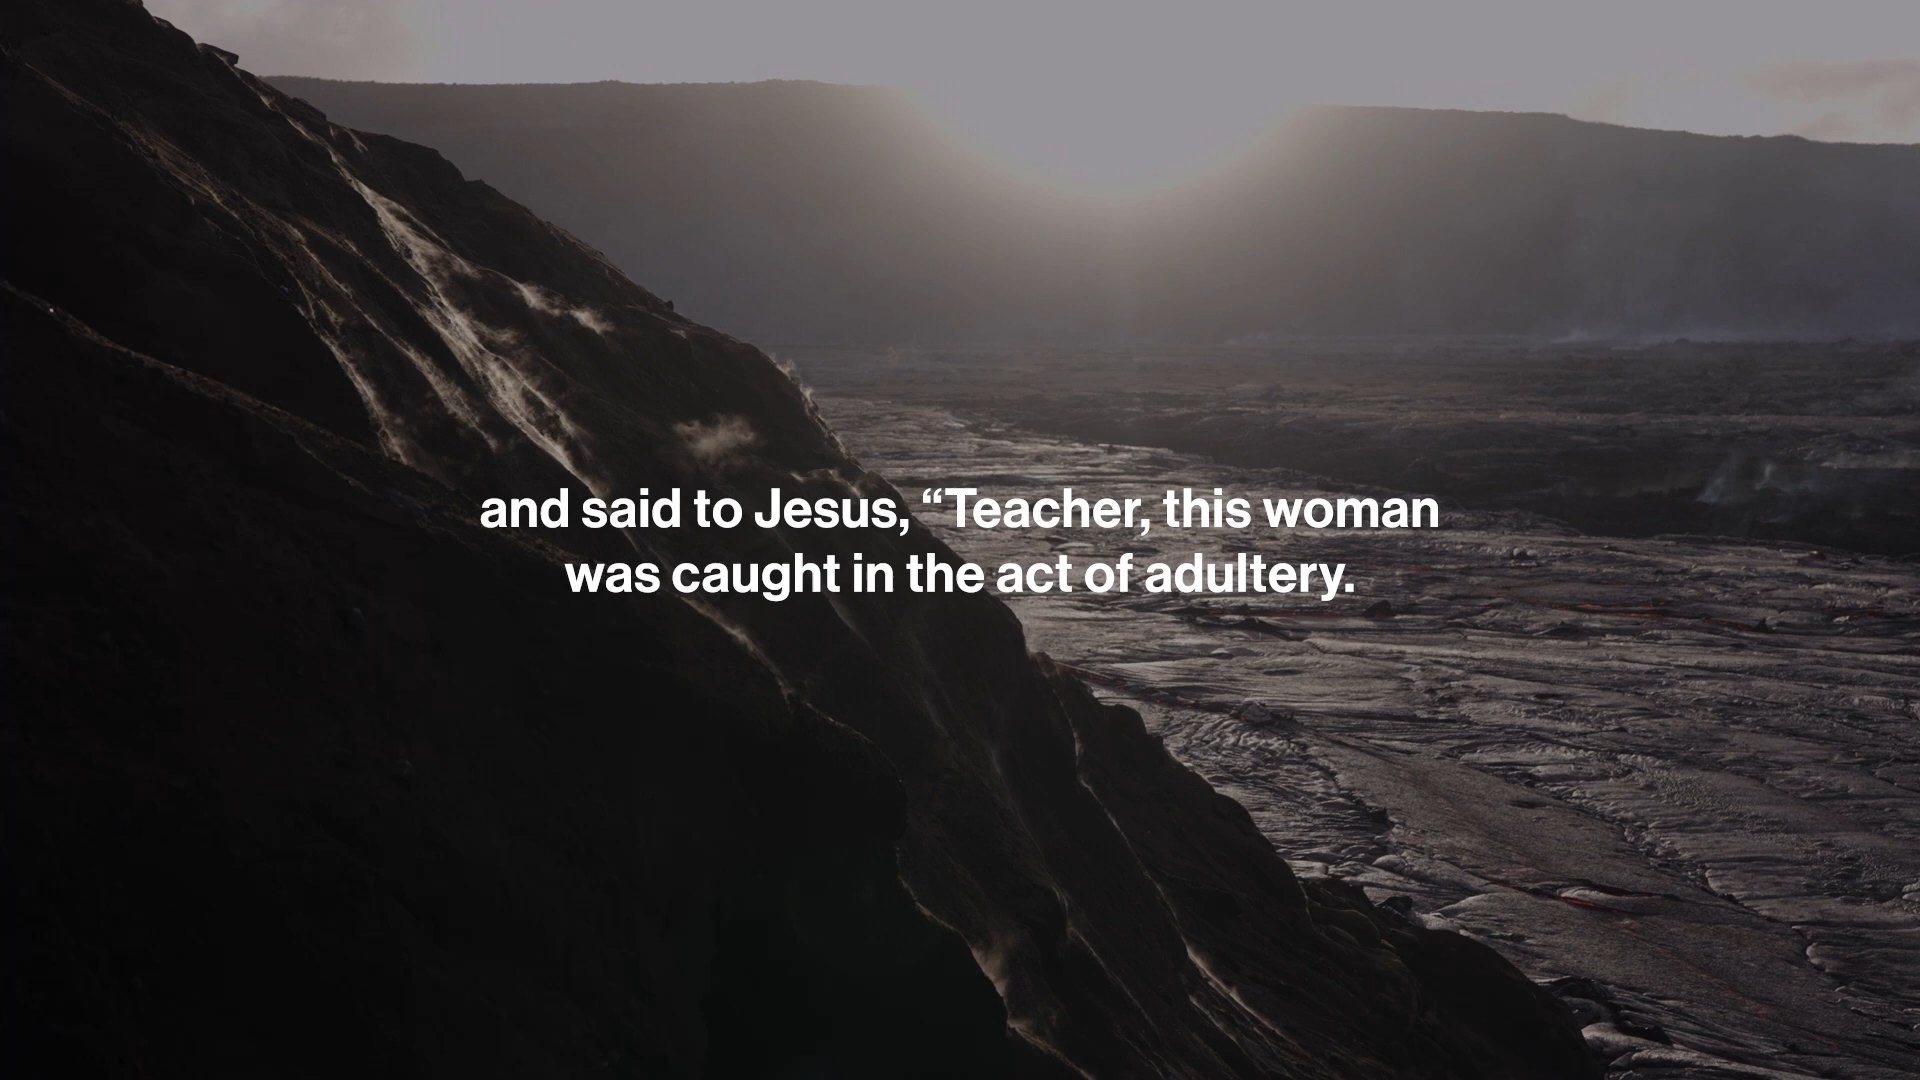 and said to Jesus, “Teacher, this woman
was caught in the act of adultery.